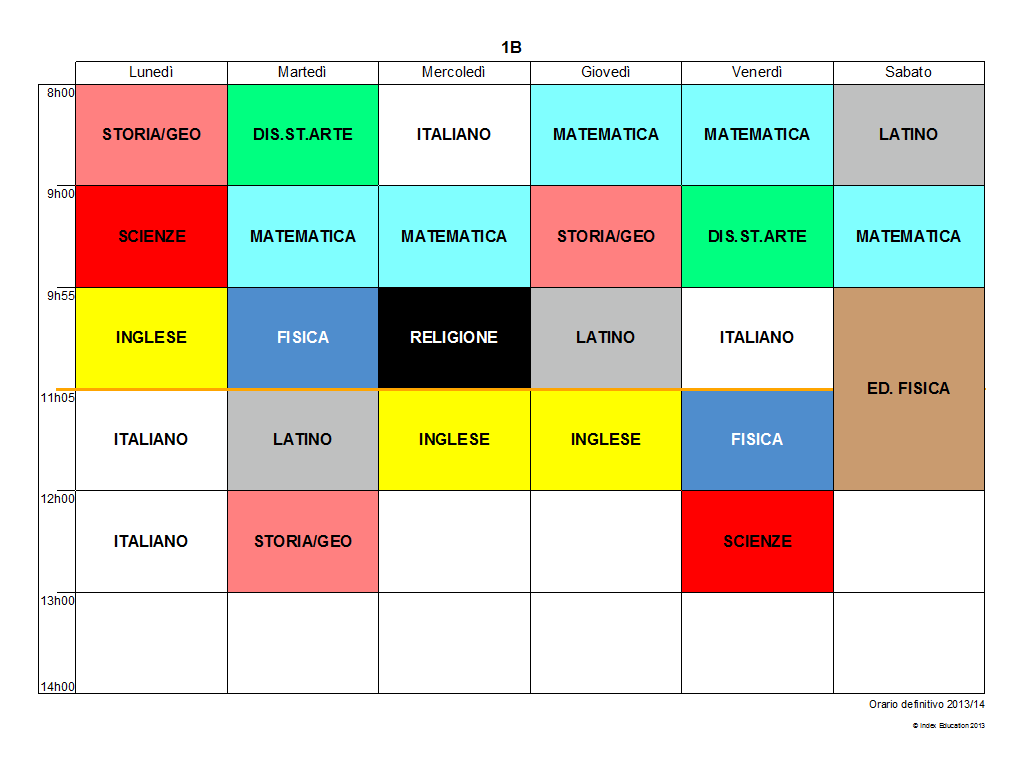 1B
Lunedì Martedì Mercoledì Giovedì Venerdì Sabato
8h00
STORIA/GEO DIS.ST.ARTE ITALIANO MATEMATICA MATEMATICA LATINO
9h00
SCIENZE MATEMATICA MATEMATICA STORIA/GEO DIS.ST.ARTE MATEMATICA
9h55
INGLESE FISICA RELIGIONE LATINO ITALIANO
ED. FISICA
11h05
ITALIANO LATINO INGLESE INGLESE FISICA
12h00
ITALIANO STORIA/GEO SCIENZE
13h00
14h00
Orario definitivo 2013/14
© Index Education 2013